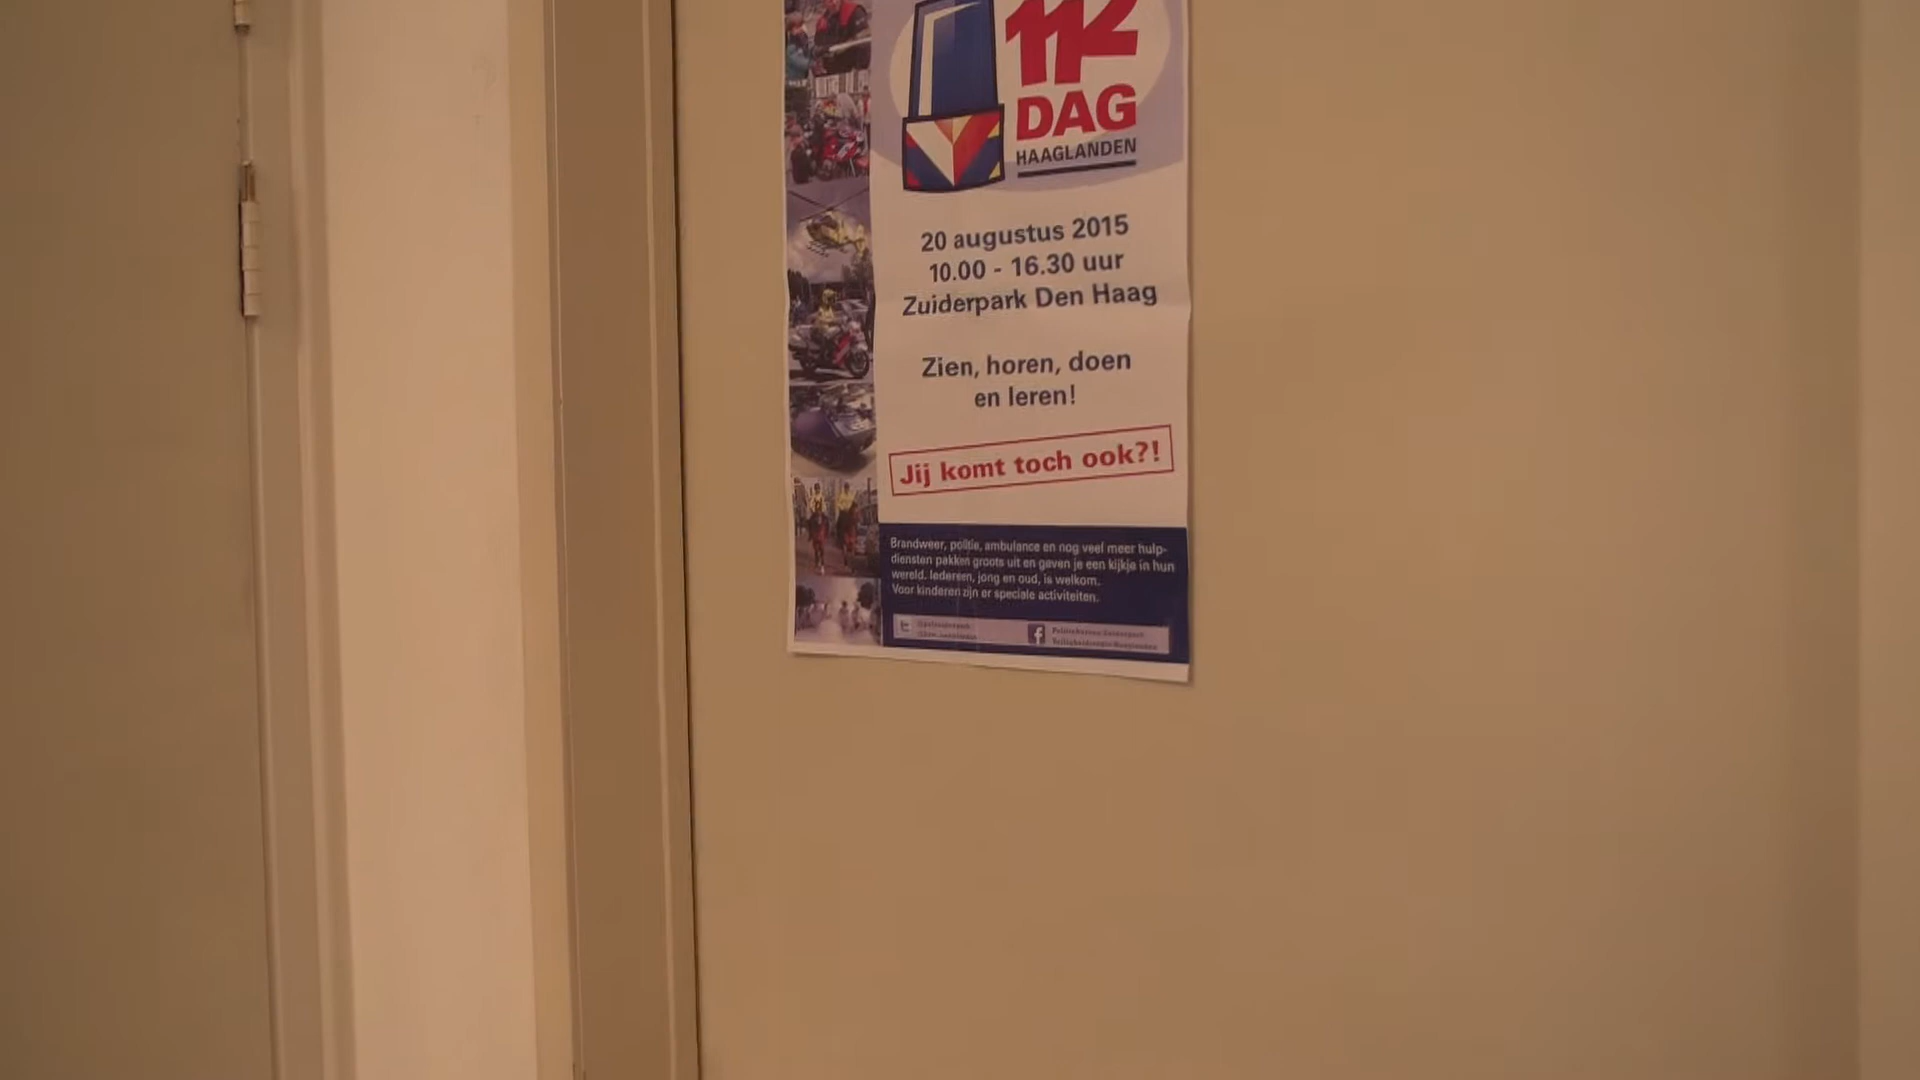 112
DAG
HAAGLANDEN
20 augustus 2015
10.00 - 16.30 uur
Zuiderpark Den Haag
Zien, horen, doen
en leren!
Jij komt toch ook?!
Brandweer, politie, ambulance en nog veel meer hulp-
diensten pakken groots uit en geven je een kijkje in hun
wereld. Iedereen, jong en oud, is welkom.
Voor kinderen zijn er speciale activiteiten.